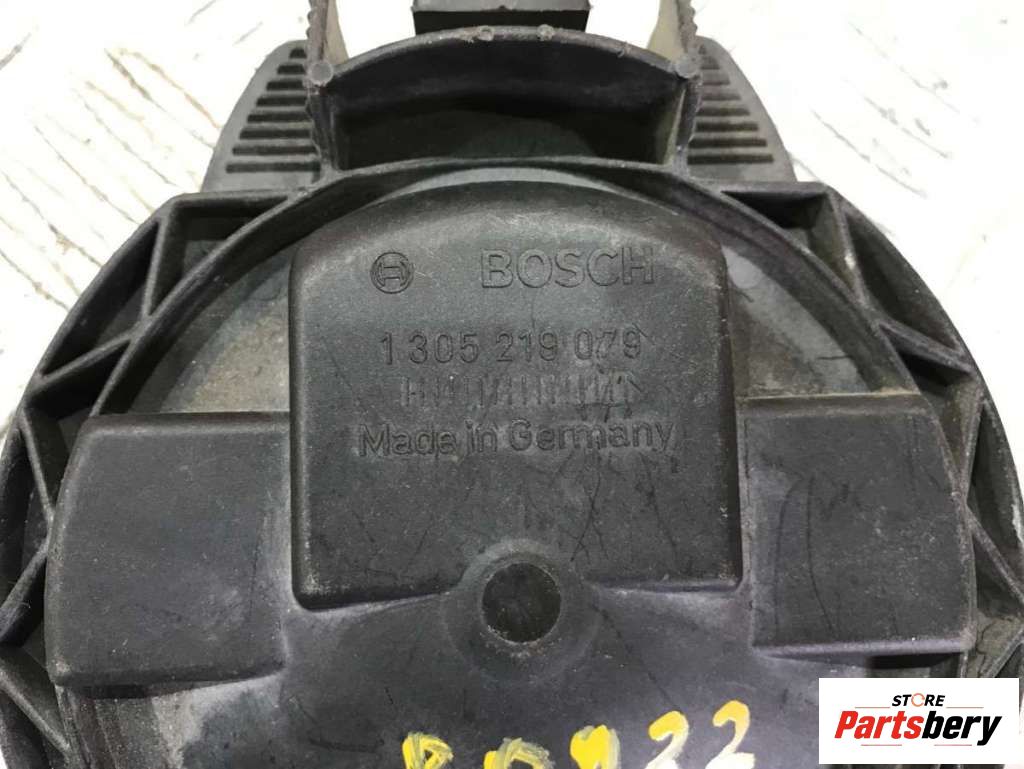 BOSCH
1 305 219 079
Made in Germany
STORE
Partsbery